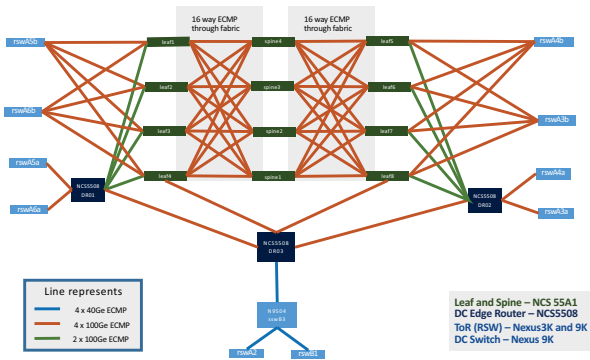 16 way ECMP
through fabric
16 way ECMP
through fabric
rswA5b
leaf1
spine4
leaf5
rswA4b
leaf2
spine3
leaf6
rswA6b
rswA3b
leaf3
spine2
leaf7
rswA5a
leaf4
spine1
leaf8
rswA4a
NCS5508
DR01
NCS5508
DR02
rswA6a
rswA3a
NCS5508
DR03
Line represents
4 x 40Ge ECMP
4 x 100Ge ECMP
2 x 100Ge ECMP
N9504
sswB3
rswA2
rswB1
Leaf and Spine – NCS 55A1
DC Edge Router – NCS5508
ToR (RSW) – Nexus3K and 9K
DC Switch – Nexus 9K